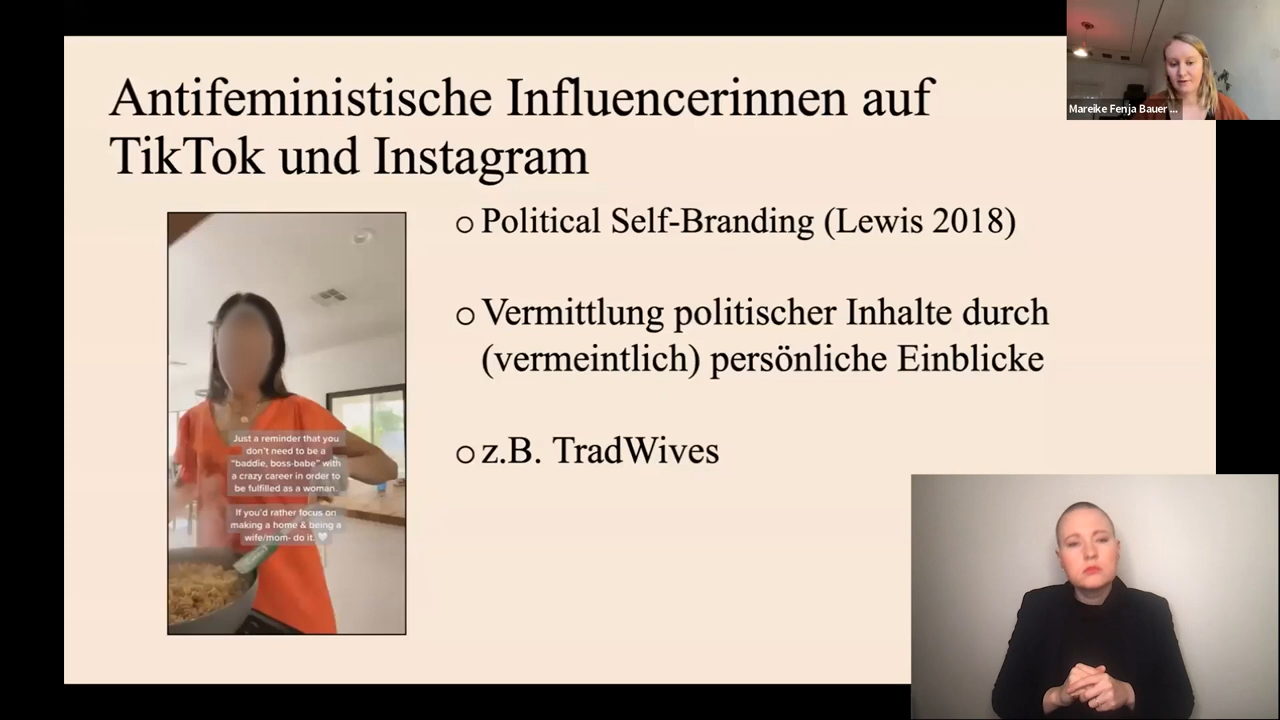 Antifeministische Influencerinnen auf
TikTok und Instagram
Mareike Fenja Bauer ...
Political Self-Branding (Lewis 2018)
Vermittlung politischer Inhalte durch
(vermeintlich) persönliche Einblicke
z.B. TradWives
Just a reminder that you
don't need to be a
"baddie, boss-babe" with
a crazy career in order to
be fulfilled as a woman.
If you'd rather focus on
making a home & being a
wife/mom- do it. 🤍